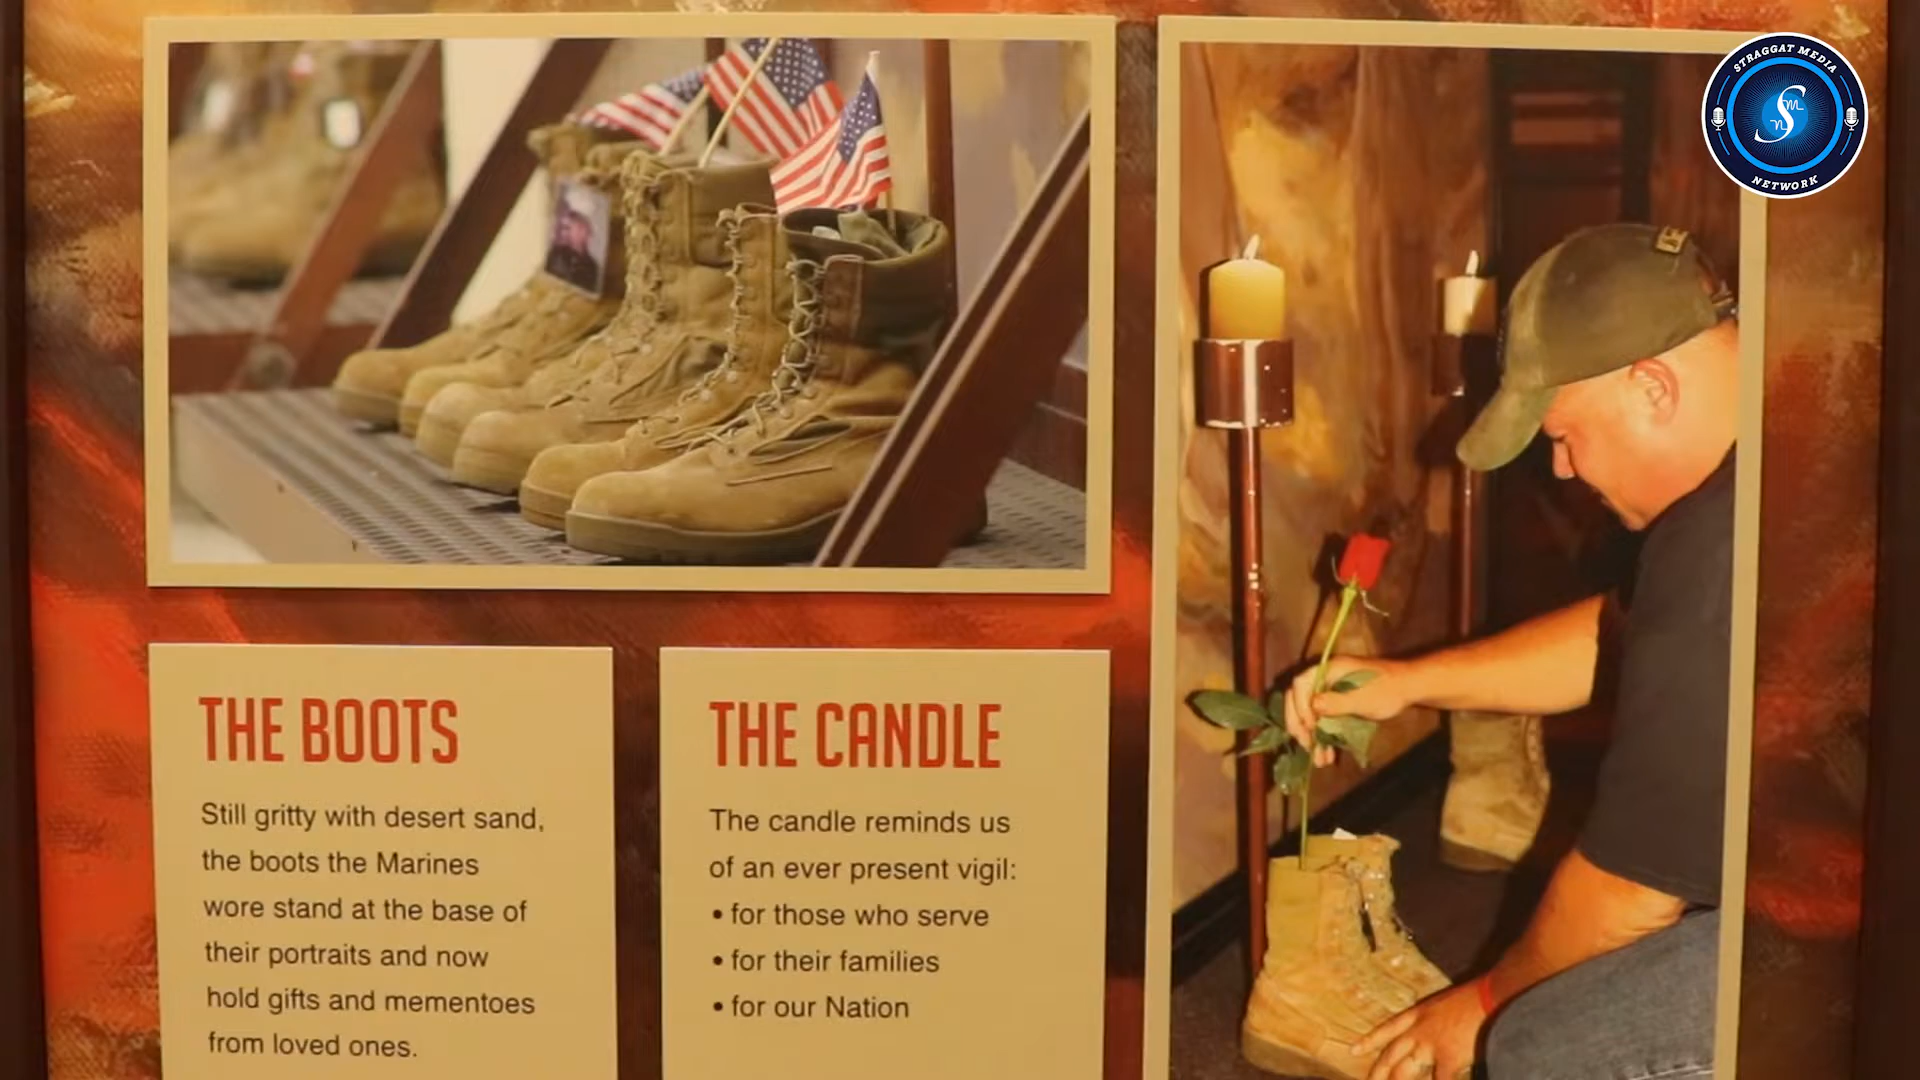 STRAGGAT MEDIA
NETWORK
THE BOOTS
Still gritty with desert sand,
the boots the Marines
wore stand at the base of
their portraits and now
hold gifts and mementoes
from loved ones.
THE CANDLE
The candle reminds us
of an ever present vigil:
• for those who serve
• for their families
• for our Nation